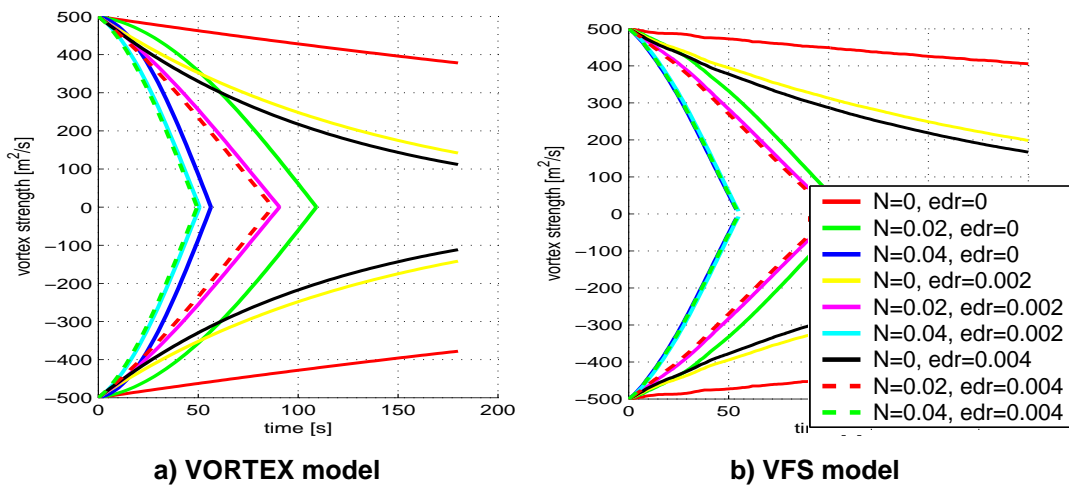 500
400
300
200
100
0
−100
−200
−300
−400
−500
0
50
100
150
200
vortex strength [m²/s]
time [s]
a) VORTEX model
500
400
300
200
100
0
−100
−200
−300
−400
−500
0
50
vortex strength [m²/s]
N=0, edr=0
N=0.02, edr=0
N=0.04, edr=0
N=0, edr=0.002
N=0.02, edr=0.002
N=0.04, edr=0.002
N=0, edr=0.004
N=0.02, edr=0.004
N=0.04, edr=0.004
b) VFS model